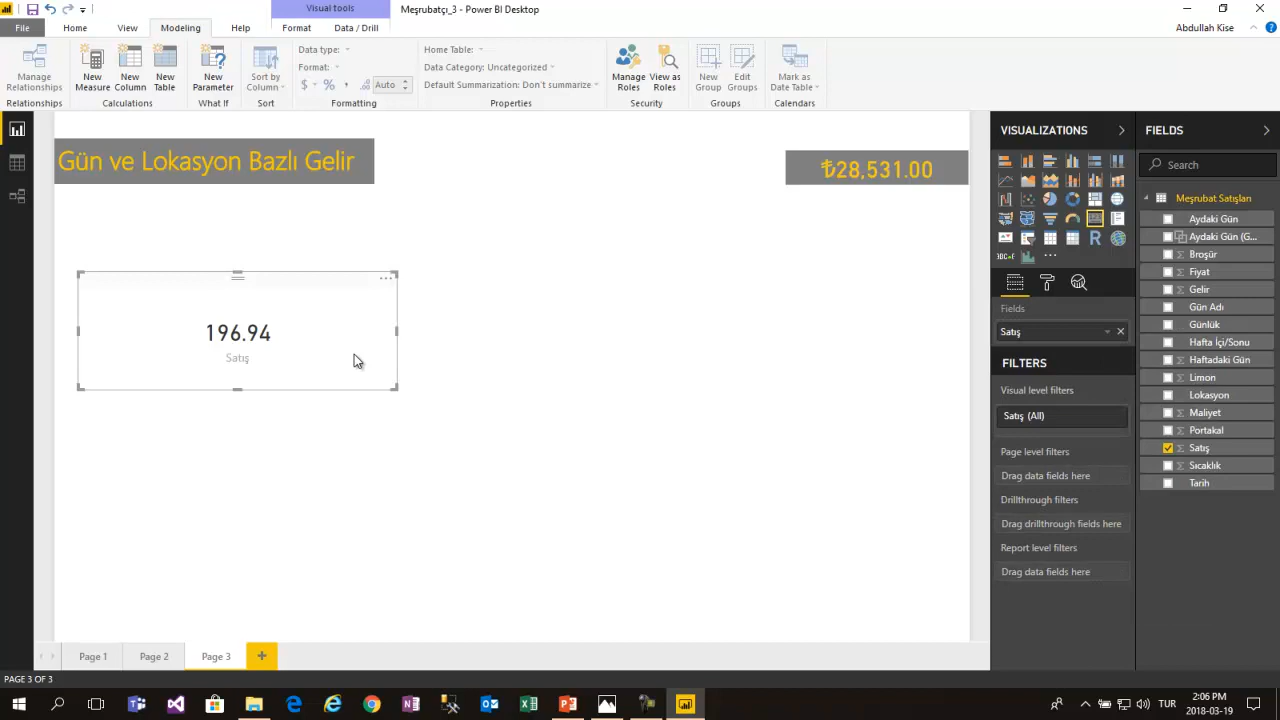 Visual tools
Meşrubatçı_3 - Power BI Desktop
File
Home
View
Modeling
Help
Format
Data / Drill
Abdullah Kise
Manage Relationships
New Measure
New Column
New Table
New Parameter
Sort by Column
Data type:
Format:
$ % , Auto
Home Table:
Data Category: Uncategorized
Default Summarization: Don't summarize
Manage Roles
View as Roles
New Group
Edit Groups
Mark as Date Table
Relationships
Calculations
What If
Sort
Formatting
Properties
Security
Groups
Calendars
Gün ve Lokasyon Bazlı Gelir
₺28,531.00
196.94
Satış
VISUALIZATIONS
R
Fields
Satış
FILTERS
Visual level filters
Satış (All)
Page level filters
Drag data fields here
Drillthrough filters
Drag drillthrough fields here
Report level filters
Drag data fields here
FIELDS
Search
Meşrubat Satışları
Aydaki Gün
Aydaki Gün (G...
Broşür
Fiyat
Gelir
Gün Adı
Günlük
Hafta İçi/Sonu
Haftadaki Gün
Limon
Lokasyon
Maliyet
Portakal
Satış
Sıcaklık
Tarih
Page 1
Page 2
Page 3
PAGE 3 OF 3
TUR
2:06 PM
2018-03-19